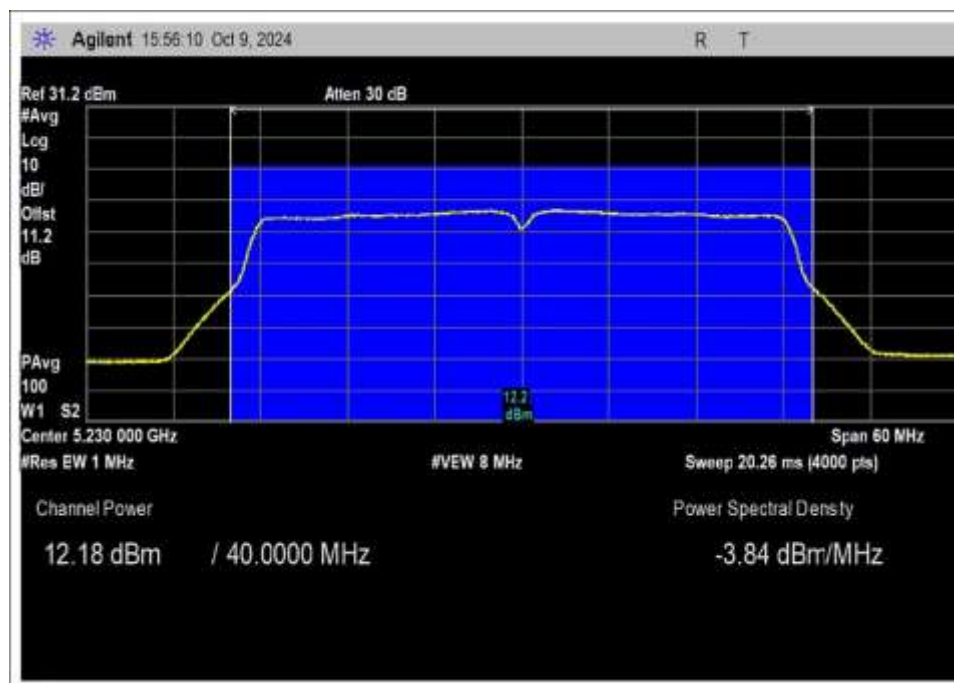 Agilent 15:56:10 Oct 9, 2024 R T
Ref 31.2 dBm Atten 30 dB
#Avg
Log
10
dB/
Offst
11.2
dB
PAvg
100
12.2
dBm
W1 S2
Center 5.230 000 GHz Span 60 MHz
#Res BW 1 MHz #VBW 8 MHz Sweep 20.26 ms (4000 pts)
Channel Power Power Spectral Density
12.18 dBm / 40.0000 MHz -3.84 dBm/MHz